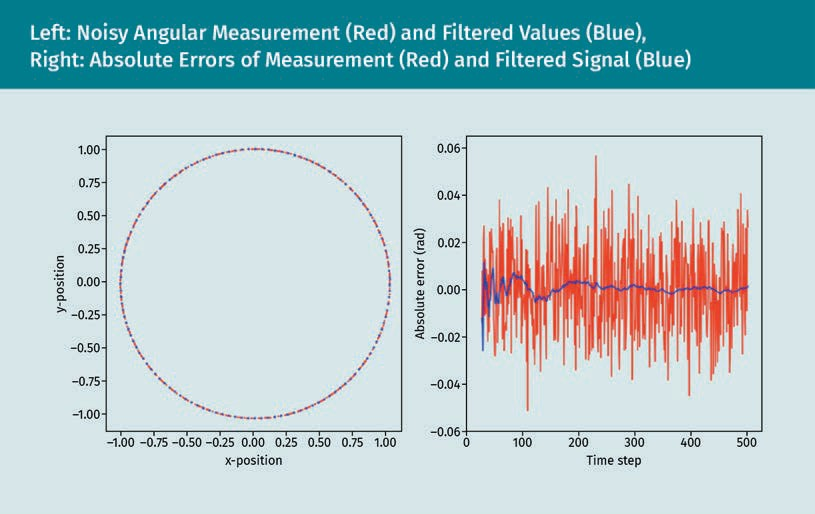 Left: Noisy Angular Measurement (Red) and Filtered Values (Blue),
Right: Absolute Errors of Measurement (Red) and Filtered Signal (Blue)
1.00
0.75
0.50
0.25
0.00
−0.25
−0.50
−0.75
−1.00
y-position
−1.00 −0.75 −0.50 −0.25 0.00 0.25 0.50 0.75 1.00
x-position
0.06
0.04
0.02
0.00
−0.02
−0.04
−0.06
Absolute error (rad)
0 100 200 300 400 500
Time step